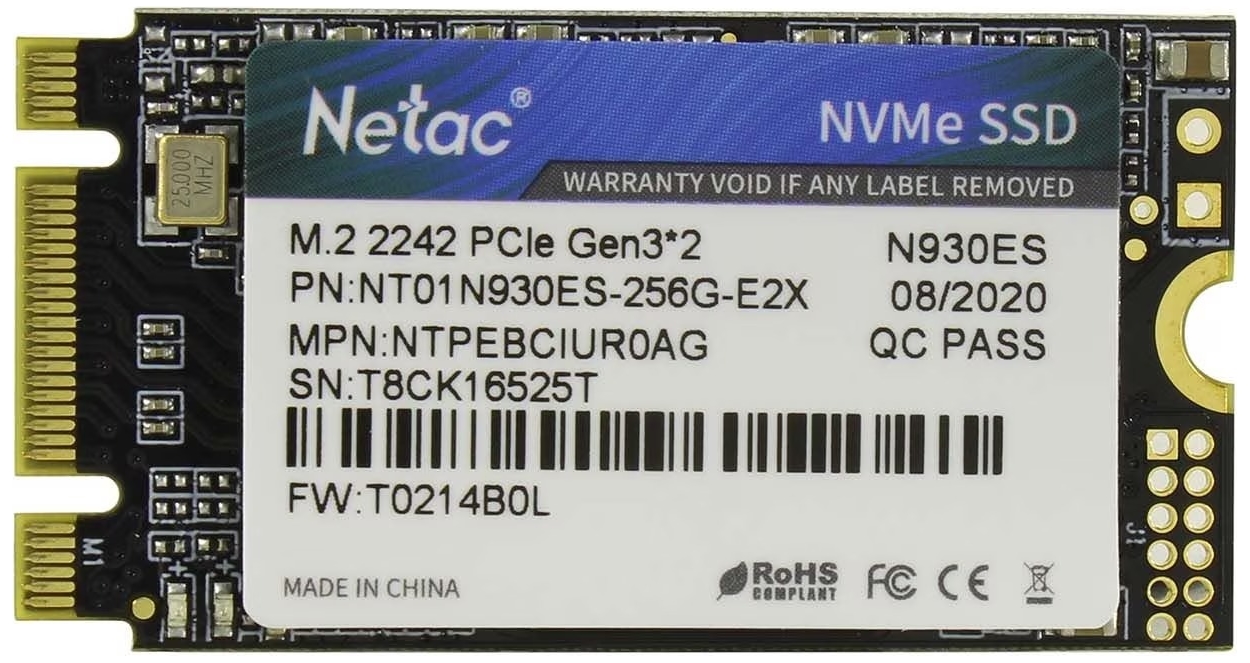 Netac®
NVMe SSD
WARRANTY VOID IF ANY LABEL REMOVED
M.2 2242 PCIe Gen3*2 N930ES
PN:NT01N930ES-256G-E2X 08/2020
MPN:NTPEBCIUR0AG QC PASS
SN:T8CK16525T
FW:T0214B0L
MADE IN CHINA
RoHS
COMPLIANT
FC CE
25.000
MHZ
M1
J1